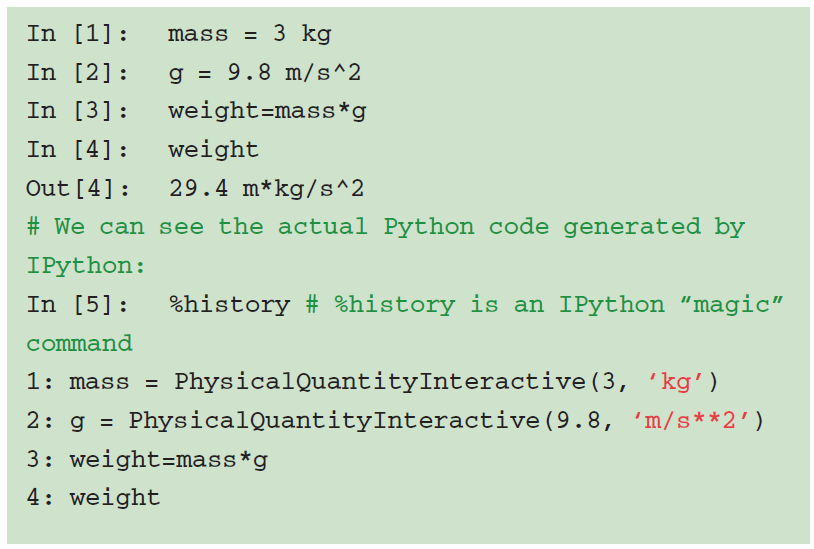 In [1]: mass = 3 kg
In [2]: g = 9.8 m/s^2
In [3]: weight=mass*g
In [4]: weight
Out[4]: 29.4 m*kg/s^2
# We can see the actual Python code generated by
IPython:
In [5]: %history # %history is an IPython “magic”
command
1: mass = PhysicalQuantityInteractive(3, ‘kg’)
2: g = PhysicalQuantityInteractive(9.8, ‘m/s**2’)
3: weight=mass*g
4: weight